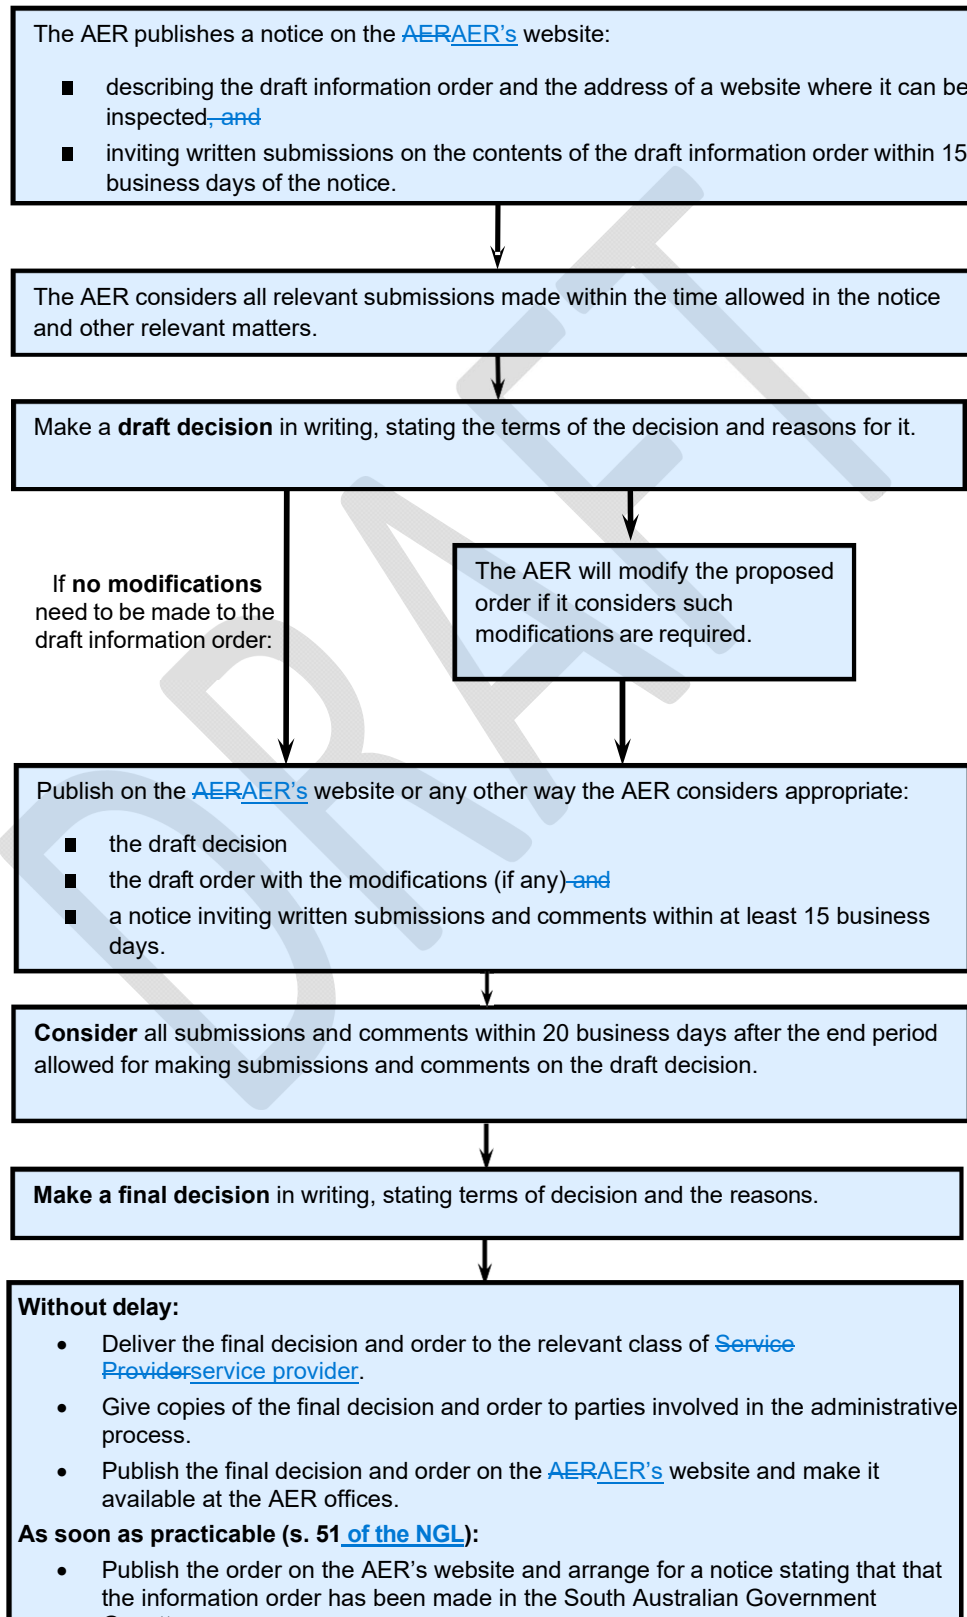 The AER publishes a notice on the AERAER's website:
■ describing the draft information order and the address of a website where it can be
inspected, and
■ inviting written submissions on the contents of the draft information order within 15
business days of the notice.
The AER considers all relevant submissions made within the time allowed in the notice
and other relevant matters.
Make a draft decision in writing, stating the terms of the decision and reasons for it.
If no modifications
need to be made to the
draft information order:
The AER will modify the proposed
order if it considers such
modifications are required.
Publish on the AERAER's website or any other way the AER considers appropriate:
■ the draft decision
■ the draft order with the modifications (if any) and
■ a notice inviting written submissions and comments within at least 15 business
days.
Consider all submissions and comments within 20 business days after the end period
allowed for making submissions and comments on the draft decision.
Make a final decision in writing, stating terms of decision and the reasons.
Without delay:
• Deliver the final decision and order to the relevant class of Service
Providerservice provider.
• Give copies of the final decision and order to parties involved in the administrative
process.
• Publish the final decision and order on the AERAER's website and make it
available at the AER offices.
As soon as practicable (s. 51 of the NGL):
• Publish the order on the AER's website and arrange for a notice stating that that
the information order has been made in the South Australian Government
DRAFT